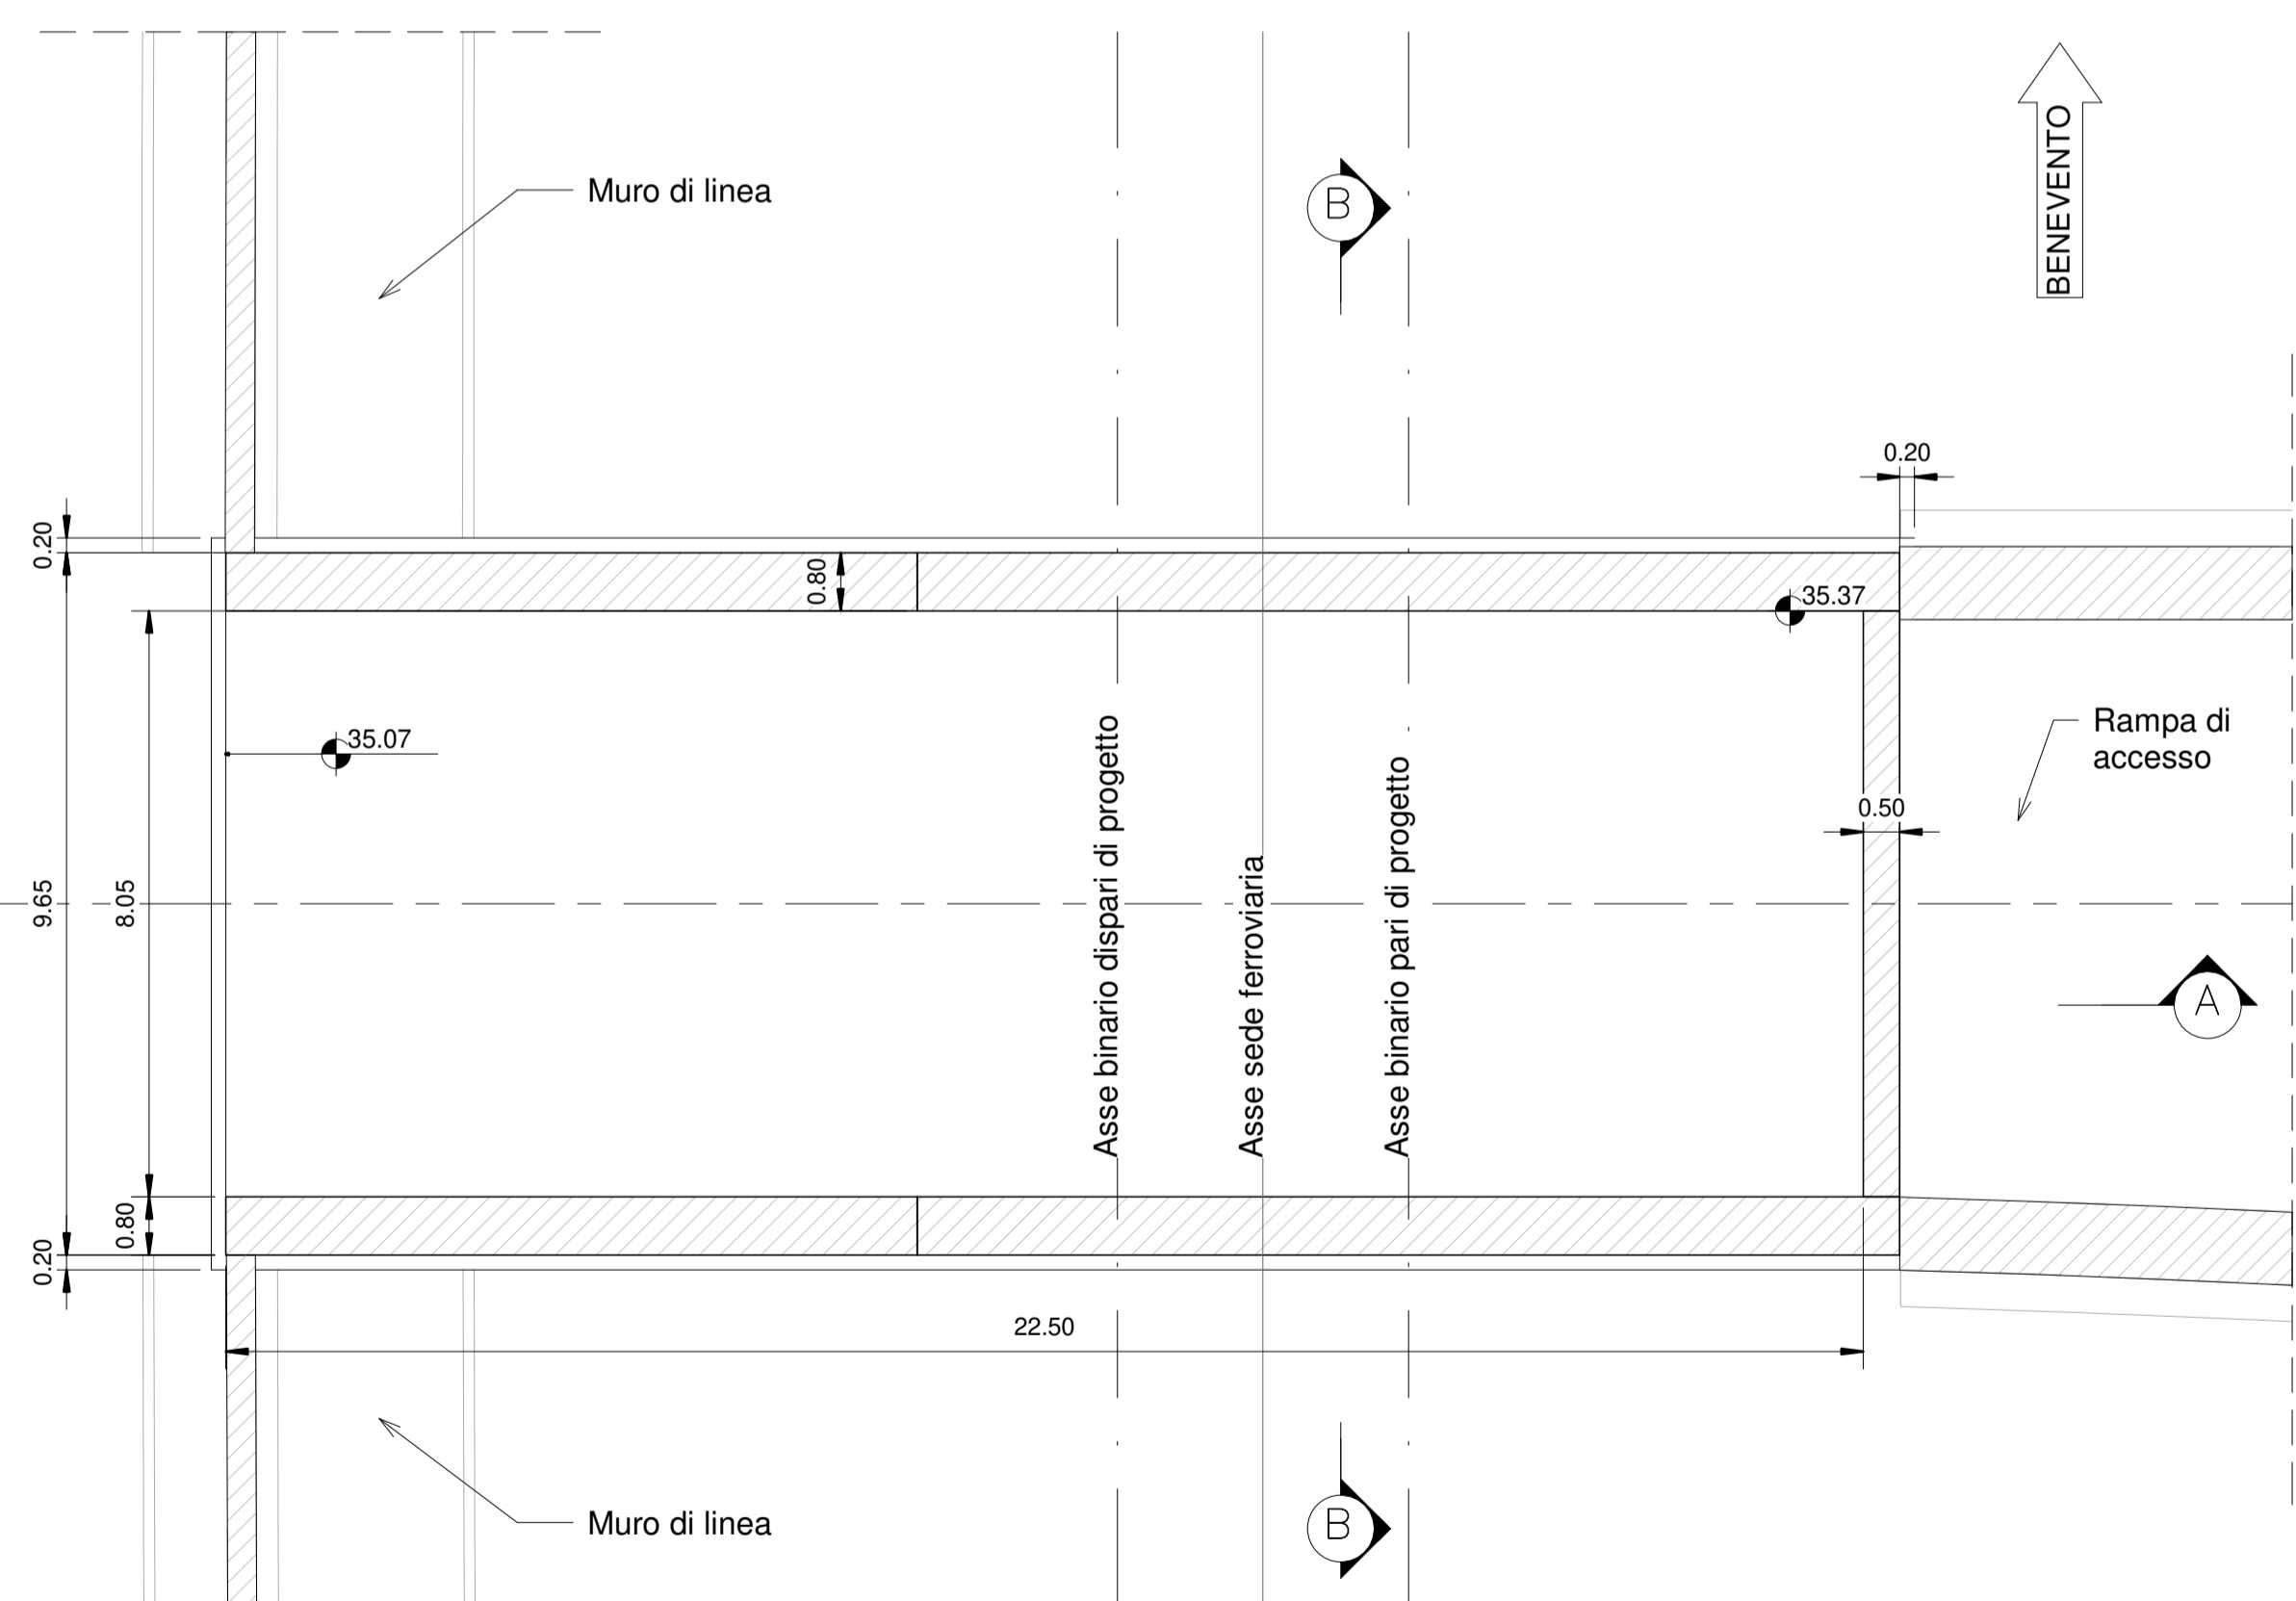 BENEVENTO
Muro di linea
B
0.20
0.20
0.80
35.37
35.07
Rampa di
accesso
0.50
9.65
8.05
Asse binario dispari di progetto
Asse sede ferroviaria
Asse binario pari di progetto
A
0.80
0.20
22.50
Muro di linea
B